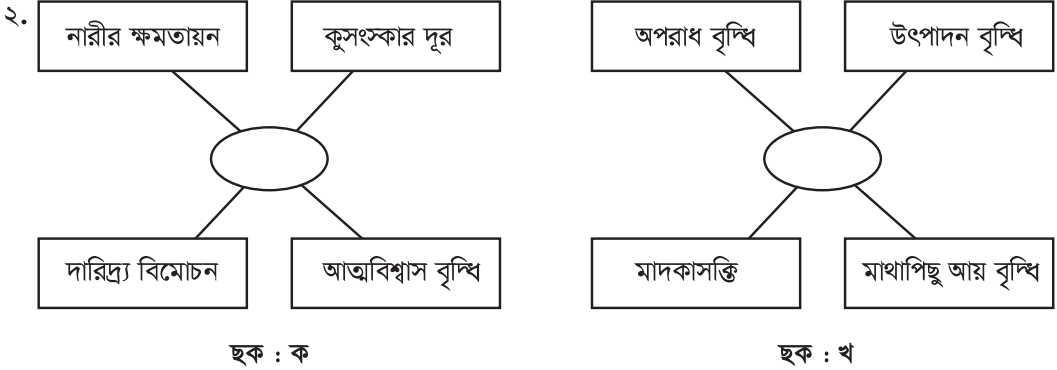 ২.
নারীর ক্ষমতায়ন কুসংস্কার দূর অপরাধ বৃদ্ধি উৎপাদন বৃদ্ধি
দারিদ্র্য বিমোচন আত্মবিশ্বাস বৃদ্ধি মাদকাসক্তি মাথাপিছু আয় বৃদ্ধি
ছক : ক ছক : খ